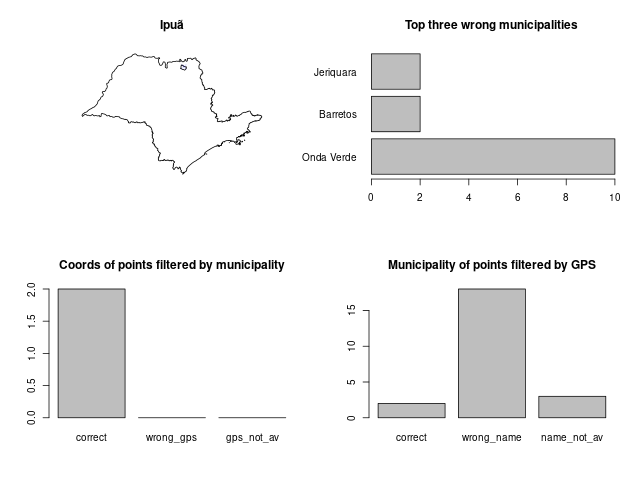 Ipuã
Top three wrong municipalities
Jeriquara
Barretos
Onda Verde
0 2 4 6 8 10
Coords of points filtered by municipality
2.0
1.5
1.0
0.5
0.0
correct wrong_gps gps_not_av
Municipality of points filtered by GPS
15
10
5
0
correct wrong_name name_not_av